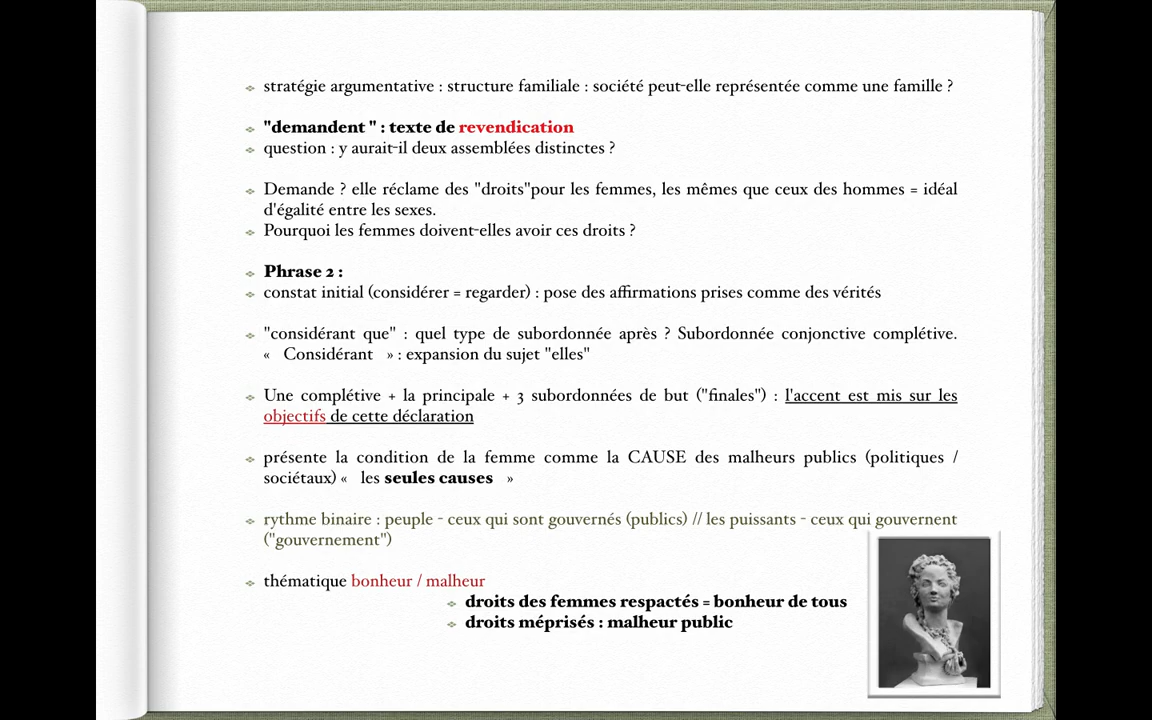 stratégie argumentative : structure familiale : société peut-elle représentée comme une famille ?
"demandent " : texte de revendication
question : y aurait-il deux assemblées distinctes ?
Demande ? elle réclame des "droits"pour les femmes, les mêmes que ceux des hommes = idéal
d'égalité entre les sexes.
Pourquoi les femmes doivent-elles avoir ces droits ?
Phrase 2 :
constat initial (considérer = regarder) : pose des affirmations prises comme des vérités
"considérant que" : quel type de subordonnée après ? Subordonnée conjonctive complétive.
« Considérant » : expansion du sujet "elles"
Une complétive + la principale + 3 subordonnées de but ("finales") : l'accent est mis sur les
objectifs de cette déclaration
présente la condition de la femme comme la CAUSE des malheurs publics (politiques /
sociétaux) « les seules causes »
rythme binaire : peuple - ceux qui sont gouvernés (publics) // les puissants - ceux qui gouvernent
("gouvernement")
thématique bonheur / malheur
droits des femmes respactés = bonheur de tous
droits méprisés : malheur public